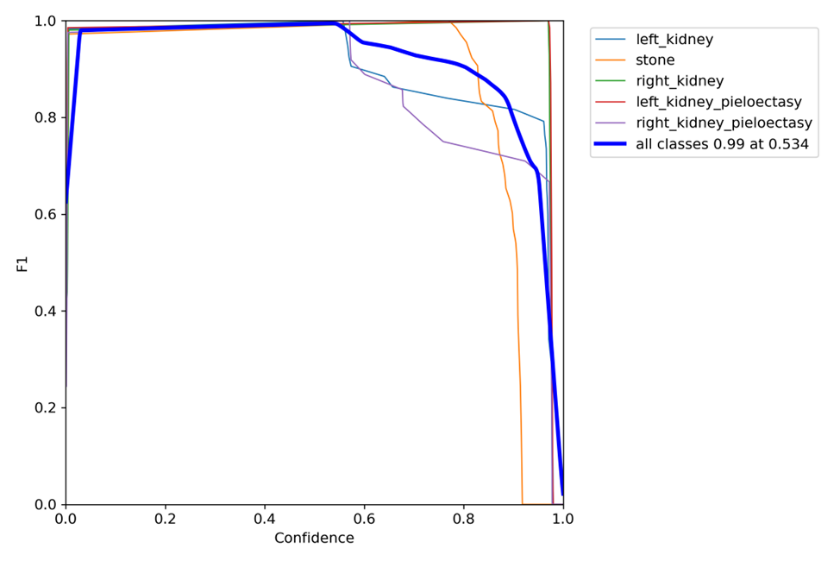 1.0
0.8
0.6
0.4
0.2
0.0
F1
0.0 0.2 0.4 0.6 0.8 1.0
Confidence
left_kidney
stone
right_kidney
left_kidney_pieloectasy
right_kidney_pieloectasy
all classes 0.99 at 0.534